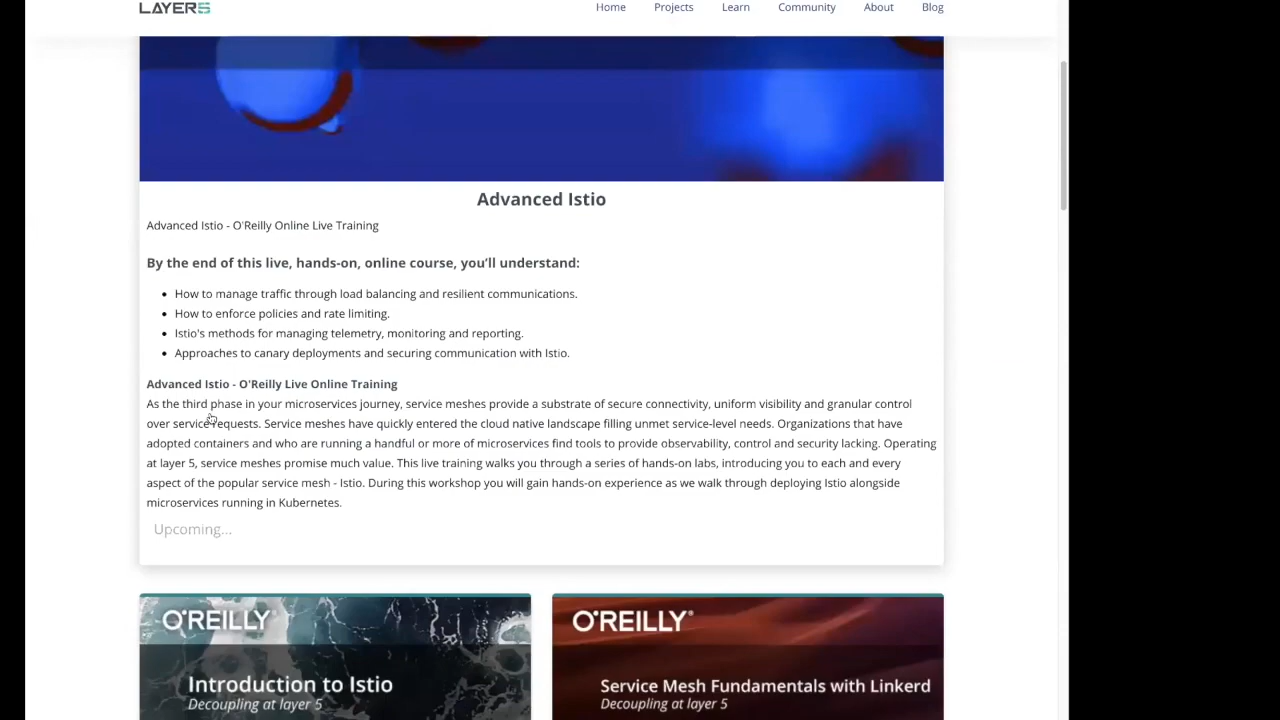 LAYER5
Home Projects Learn Community About Blog
Advanced Istio
Advanced Istio - O'Reilly Online Live Training
By the end of this live, hands-on, online course, you’ll understand:
How to manage traffic through load balancing and resilient communications.
How to enforce policies and rate limiting.
Istio's methods for managing telemetry, monitoring and reporting.
Approaches to canary deployments and securing communication with Istio.
Advanced Istio - O'Reilly Live Online Training
As the third phase in your microservices journey, service meshes provide a substrate of secure connectivity, uniform visibility and granular control
over service requests. Service meshes have quickly entered the cloud native landscape filling unmet service-level needs. Organizations that have
adopted containers and who are running a handful or more of microservices find tools to provide observability, control and security lacking. Operating
at layer 5, service meshes promise much value. This live training walks you through a series of hands-on labs, introducing you to each and every
aspect of the popular service mesh - Istio. During this workshop you will gain hands-on experience as we walk through deploying Istio alongside
microservices running in Kubernetes.
Upcoming...
O'REILLY®
Introduction to Istio
Decoupling at layer 5
O'REILLY®
Service Mesh Fundamentals with Linkerd
Decoupling at layer 5